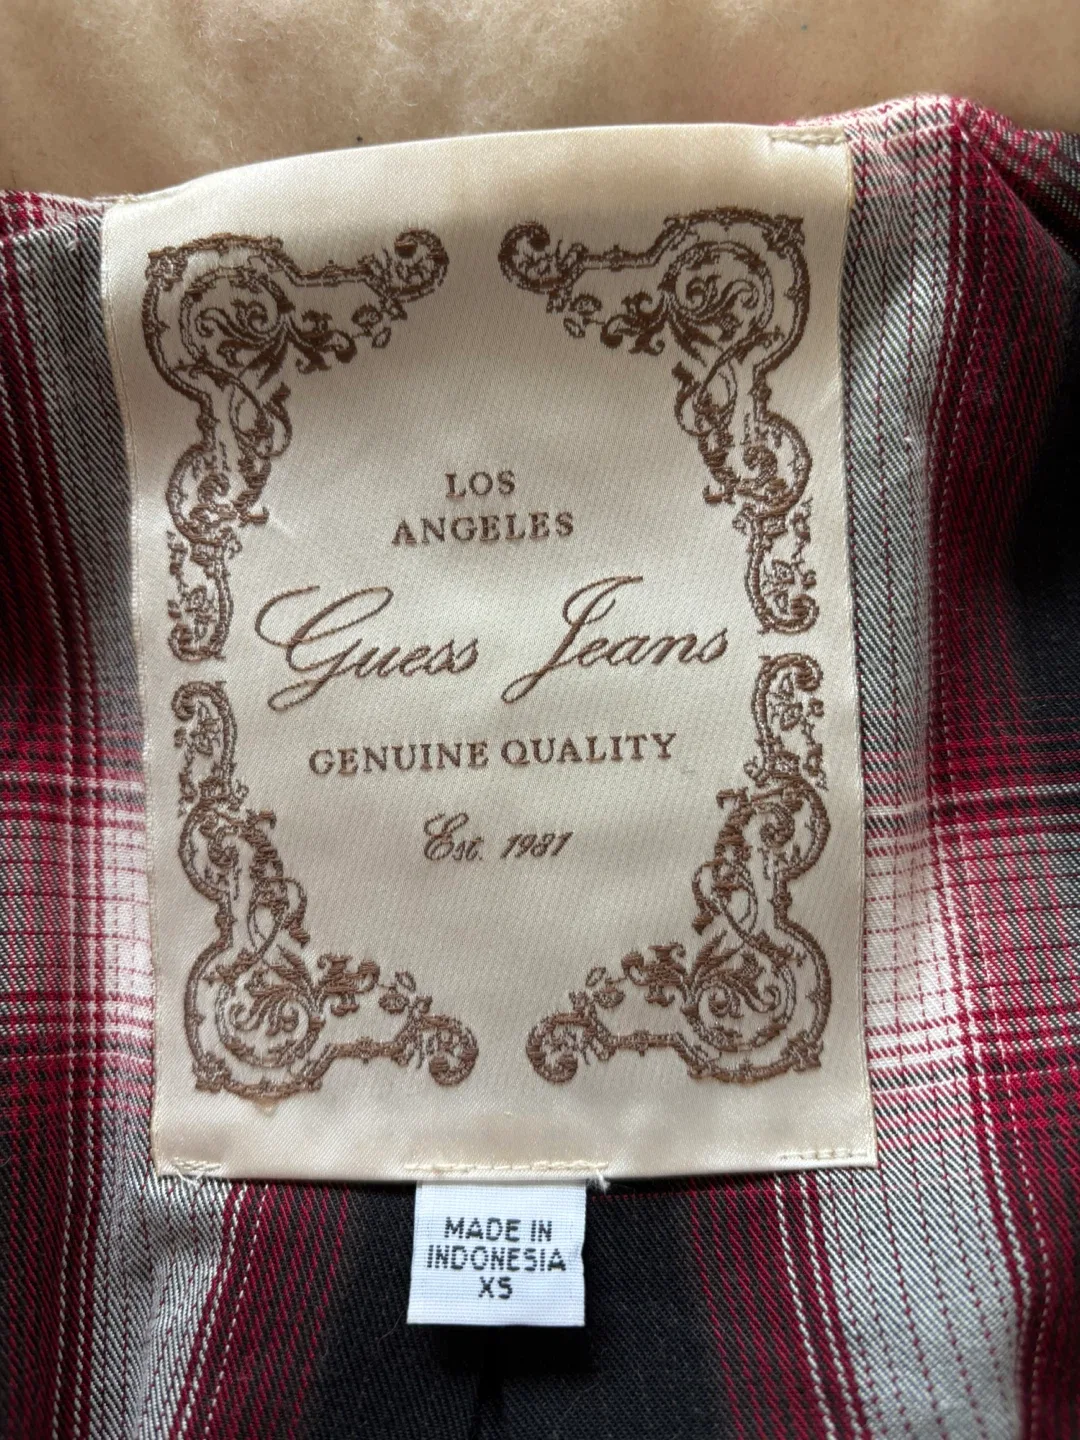 LOS
ANGELES
Guess Jeans
GENUINE QUALITY
Est. 1981
MADE IN
INDONESIA
XS